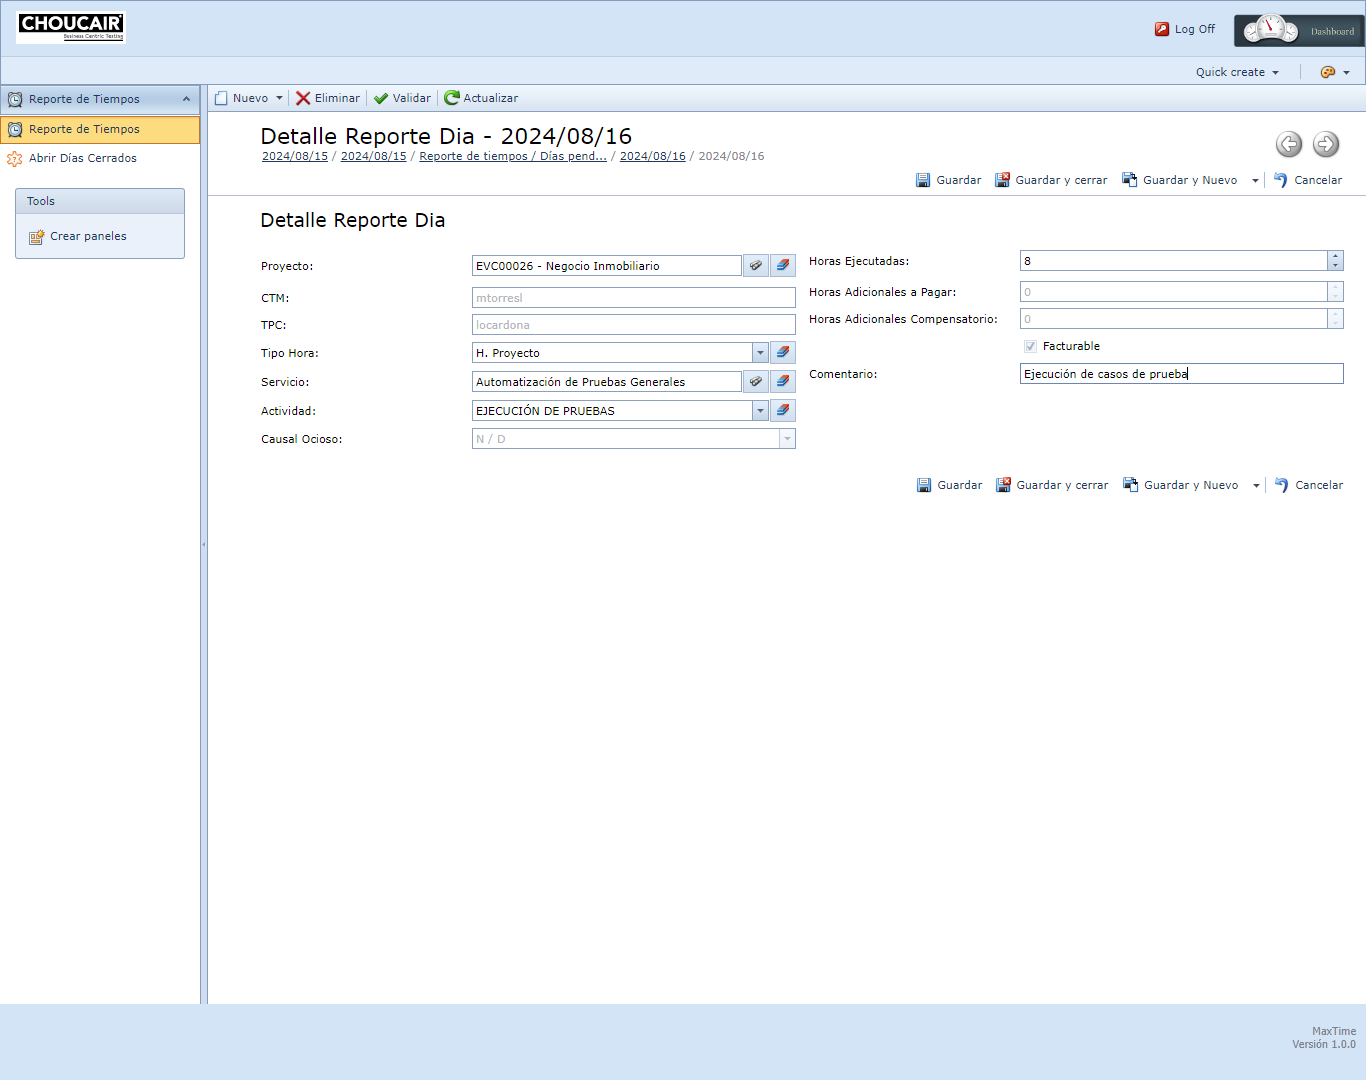 CHOUCAIR
Business Centric Testing
Log Off
Dashboard
Quick create
Reporte de Tiempos
Reporte de Tiempos
Abrir Días Cerrados
Tools
Crear paneles
Nuevo Eliminar Validar Actualizar
Detalle Reporte Dia - 2024/08/16
2024/08/15 / 2024/08/15 / Reporte de tiempos / Días pend... / 2024/08/16 / 2024/08/16
Guardar Guardar y cerrar Guardar y Nuevo Cancelar
Detalle Reporte Dia
Proyecto: EVC00026 - Negocio Inmobiliario
CTM: mtorresl
TPC: locardona
Tipo Hora: H. Proyecto
Servicio: Automatización de Pruebas Generales
Actividad: EJECUCIÓN DE PRUEBAS
Causal Ocioso: N / D
Horas Ejecutadas: 8
Horas Adicionales a Pagar: 0
Horas Adicionales Compensatorio: 0
Facturable
Comentario: Ejecución de casos de prueba
Guardar Guardar y cerrar Guardar y Nuevo Cancelar
MaxTime
Versión 1.0.0